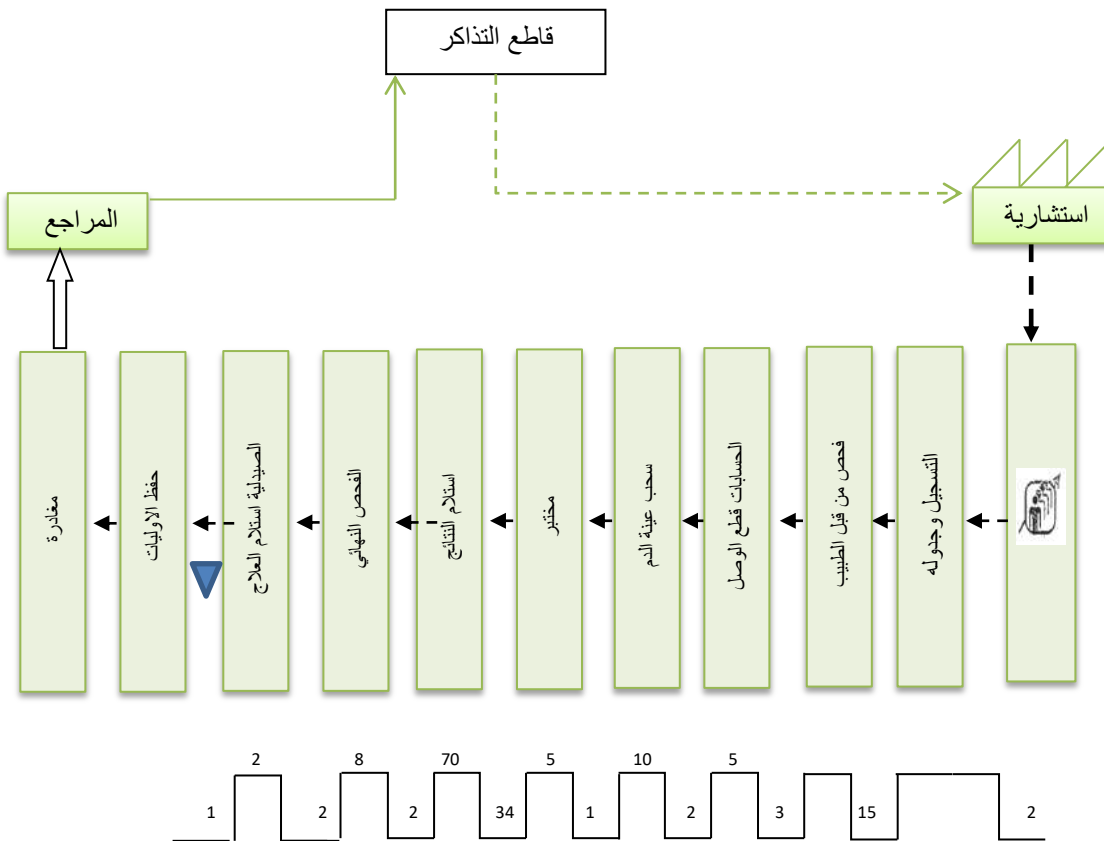 قاطع التذاكر
المراجع
استشارية
التسجيل وجدوله
فحص من قبل الطبيب
الحسابات قطع الوصل
سحب عينة الدم
مختبر
استلام النتائج
الفحص النهائي
الصيدلية استلام العلاج
حفظ الاوليات
مغادرة
2 8 70 5 10 5
1 2 2 34 1 2 3 15 2